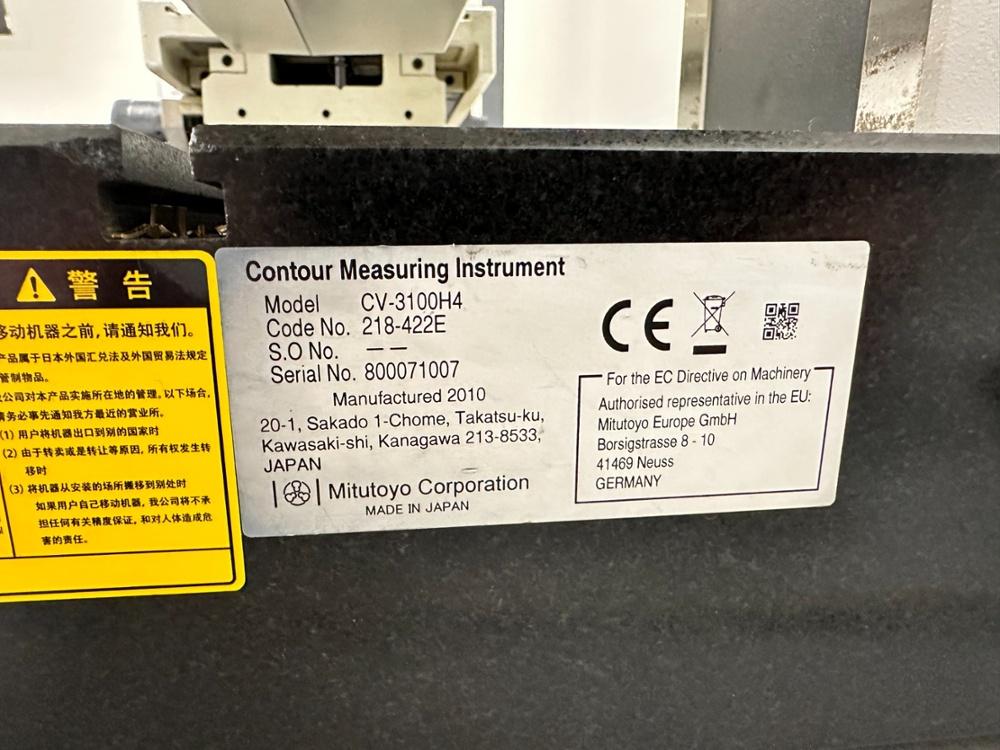 警告
移动机器之前,请通知我们。
产品属于日本外国汇兑法及外国贸易法规定
管制物品。
公司对本产品实施所在地的管理。以下场合,
请务必事先通知我方最近的营业所。
(1) 用户将机器出口到别的国家时
(2) 由于转卖或是转让等原因, 所有权发生转
移时
(3) 将机器从安装的场所搬移到别处时
如果用户自己移动机器, 我公司将不承
担任何有关精度保证, 和对人体造成危
害的责任。
Contour Measuring Instrument
Model CV-3100H4
Code No. 218-422E
S.O No. — —
Serial No. 800071007
Manufactured 2010
20-1, Sakado 1-Chome, Takatsu-ku,
Kawasaki-shi, Kanagawa 213-8533,
JAPAN
Mitutoyo Corporation
MADE IN JAPAN
CE
For the EC Directive on Machinery
Authorised representative in the EU:
Mitutoyo Europe GmbH
Borsigstrasse 8 - 10
41469 Neuss
GERMANY